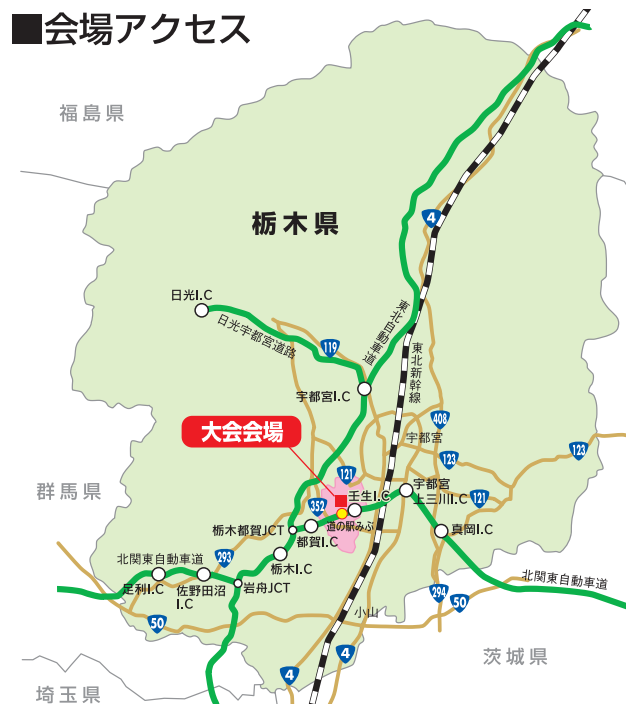 ■会場アクセス
福島県
4
栃木県
日光I.C
日光宇都宮道路
119
東北自動車道
東北新幹線
宇都宮I.C
408
宇都宮
大会会場
123
123
121
宇都宮
上三川I.C
121
群馬県
352
壬生I.C
道の駅みぶ
栃木都賀JCT
都賀I.C
真岡I.C
北関東自動車道
293
栃木I.C
足利I.C
佐野田沼
I.C
岩舟JCT
北関東自動車道
294
50
小山
50
4
茨城県
4
埼玉県